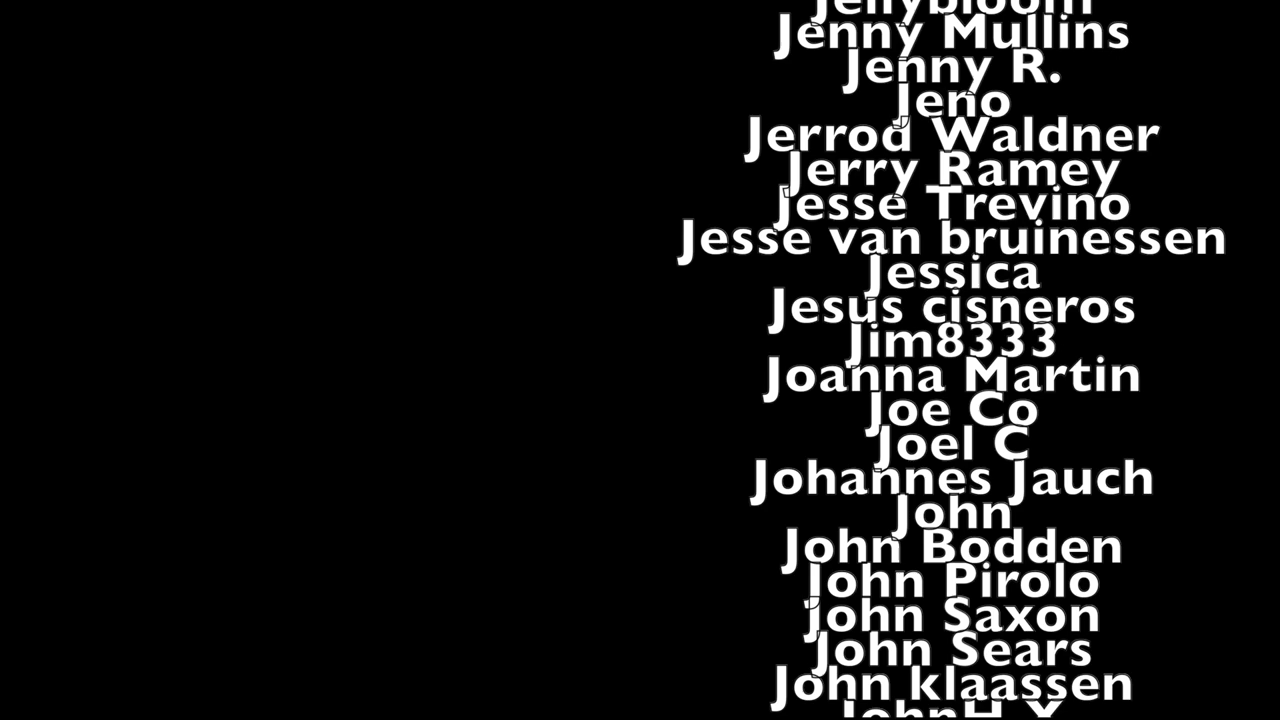 Jellybloom
Jenny Mullins
Jenny R.
Jeno
Jerrod Waldner
Jerry Ramey
Jesse Trevino
Jesse van bruinessen
Jessica
Jesus cisneros
Jim8333
Joanna Martin
Joe Co
Joel C
Johannes Jauch
John
John Bodden
John Pirolo
John Saxon
John Sears
John klaassen